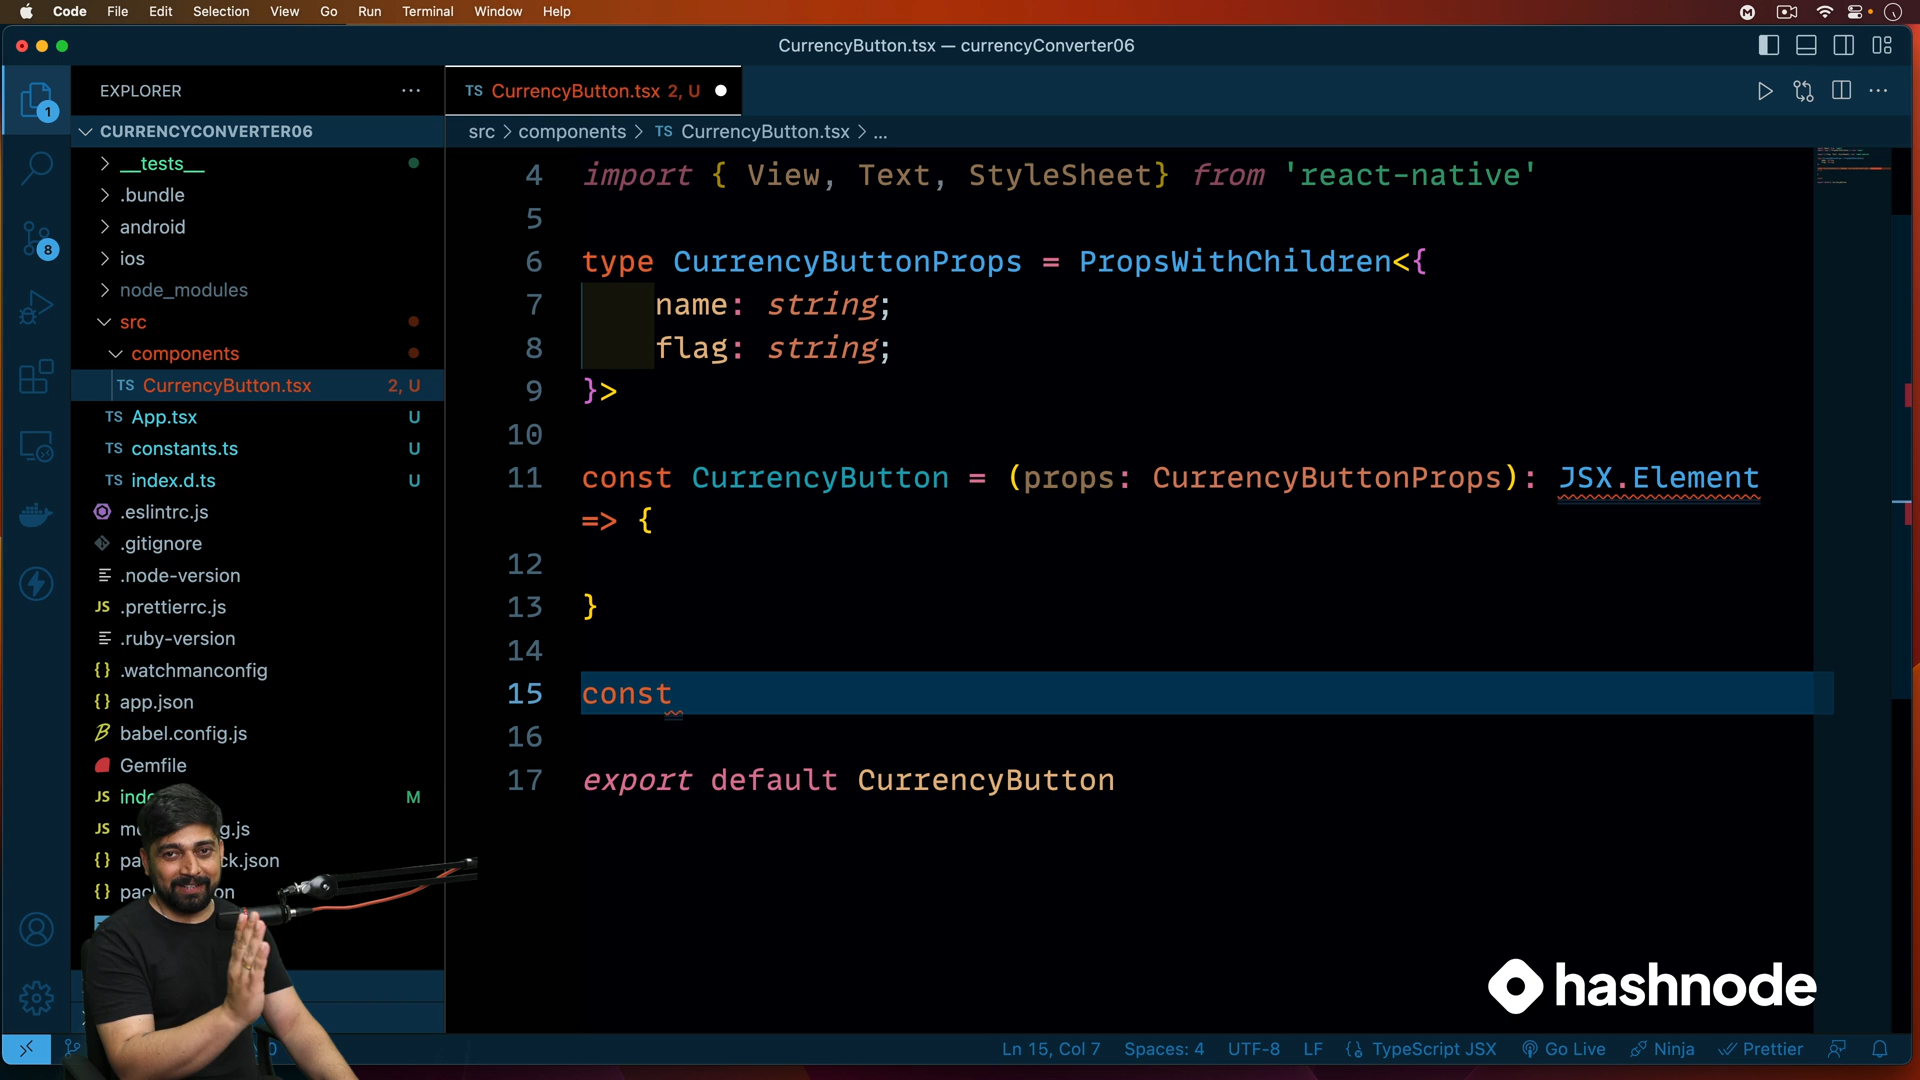 Code File Edit Selection View Go Run Terminal Window Help
CurrencyButton.tsx — currencyConverter06
EXPLORER
1
8
CURRENCYCONVERTER06
__tests__
.bundle
android
ios
node_modules
src
components
TS CurrencyButton.tsx 2, U
TS App.tsx U
TS constants.ts U
TS index.d.ts U
.eslintrc.js
.gitignore
.node-version
JS .prettierrc.js
.ruby-version
{} .watchmanconfig
{} app.json
babel.config.js
Gemfile
JS M
JS
{}
{}
TS CurrencyButton.tsx 2, U
src > components > TS CurrencyButton.tsx > ...
4 import { View, Text, StyleSheet} from 'react-native'
5
6 type CurrencyButtonProps = PropsWithChildren<{
7 name: string;
8 flag: string;
9 }>
10
11 const CurrencyButton = (props: CurrencyButtonProps): JSX.Element
=> {
12
13 }
14
15 const
16
17 export default CurrencyButton
hashnode
Ln 15, Col 7 Spaces: 4 UTF-8 LF {} TypeScript JSX Go Live Ninja Prettier